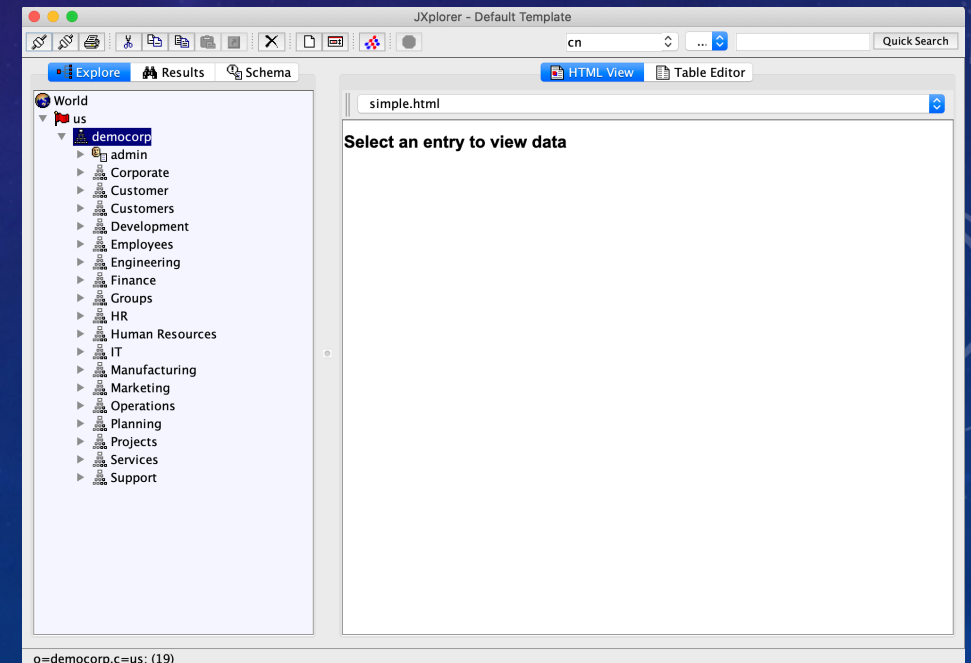 JXplorer - Default Template
cn
...
Quick Search
Explore
Results
Schema
HTML View
Table Editor
World
us
democorp
admin
Corporate
Customer
Customers
Development
Employees
Engineering
Finance
Groups
HR
Human Resources
IT
Manufacturing
Marketing
Operations
Planning
Projects
Services
Support
simple.html
Select an entry to view data
o=democorp,c=us: (19)